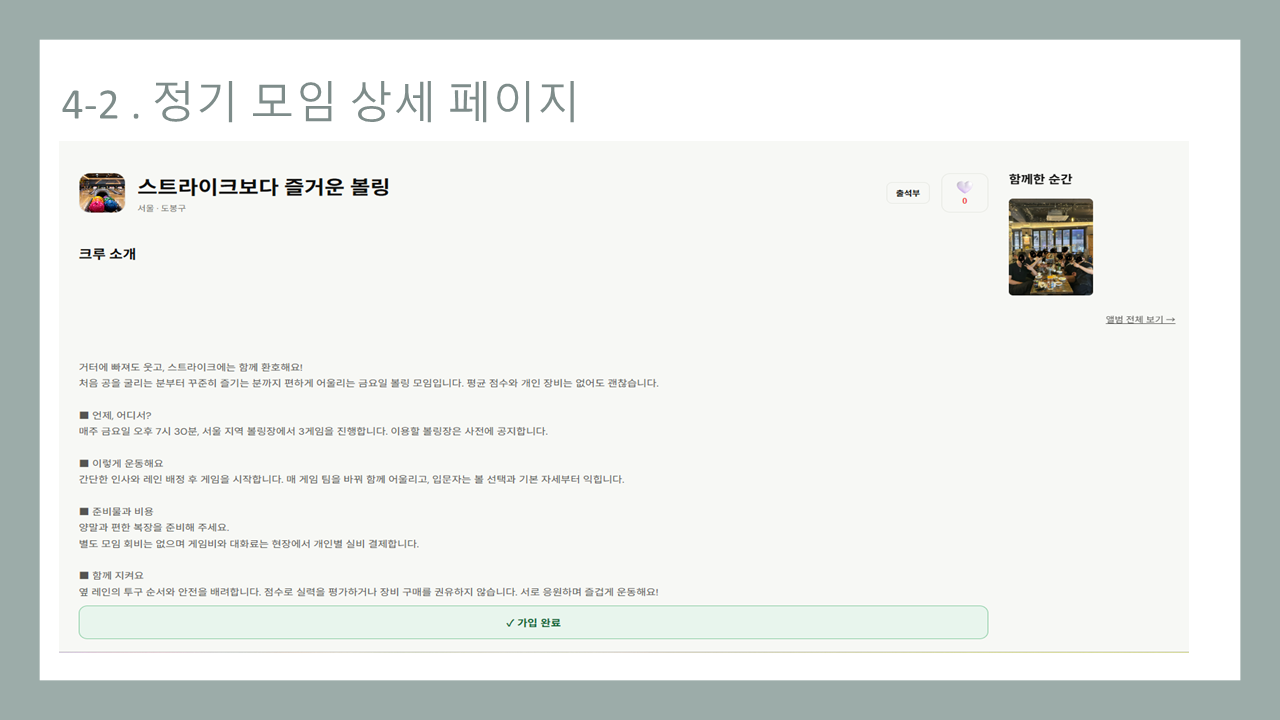 4-2 . 정기 모임 상세 페이지
스트라이크보다 즐거운 볼링
서울 · 도봉구
출석부
0
함께한 순간
앨범 전체 보기 →
크루 소개
거터에 빠져도 웃고, 스트라이크에는 함께 환호해요!
처음 공을 굴리는 분부터 꾸준히 즐기는 분까지 편하게 어울리는 금요일 볼링 모임입니다. 평균 점수와 개인 장비는 없어도 괜찮습니다.
■ 언제, 어디서?
매주 금요일 오후 7시 30분, 서울 지역 볼링장에서 3게임을 진행합니다. 이용할 볼링장은 사전에 공지합니다.
■ 이렇게 운동해요
간단한 인사와 레인 배정 후 게임을 시작합니다. 매 게임 팀을 바꿔 함께 어울리고, 입문자는 볼 선택과 기본 자세부터 익힙니다.
■ 준비물과 비용
양말과 편한 복장을 준비해 주세요.
별도 모임 회비는 없으며 게임비와 대화료는 현장에서 개인별 실비 결제합니다.
■ 함께 지켜요
옆 레인의 투구 순서와 안전을 배려합니다. 점수로 실력을 평가하거나 장비 구매를 권유하지 않습니다. 서로 응원하며 즐겁게 운동해요!
✓ 가입 완료